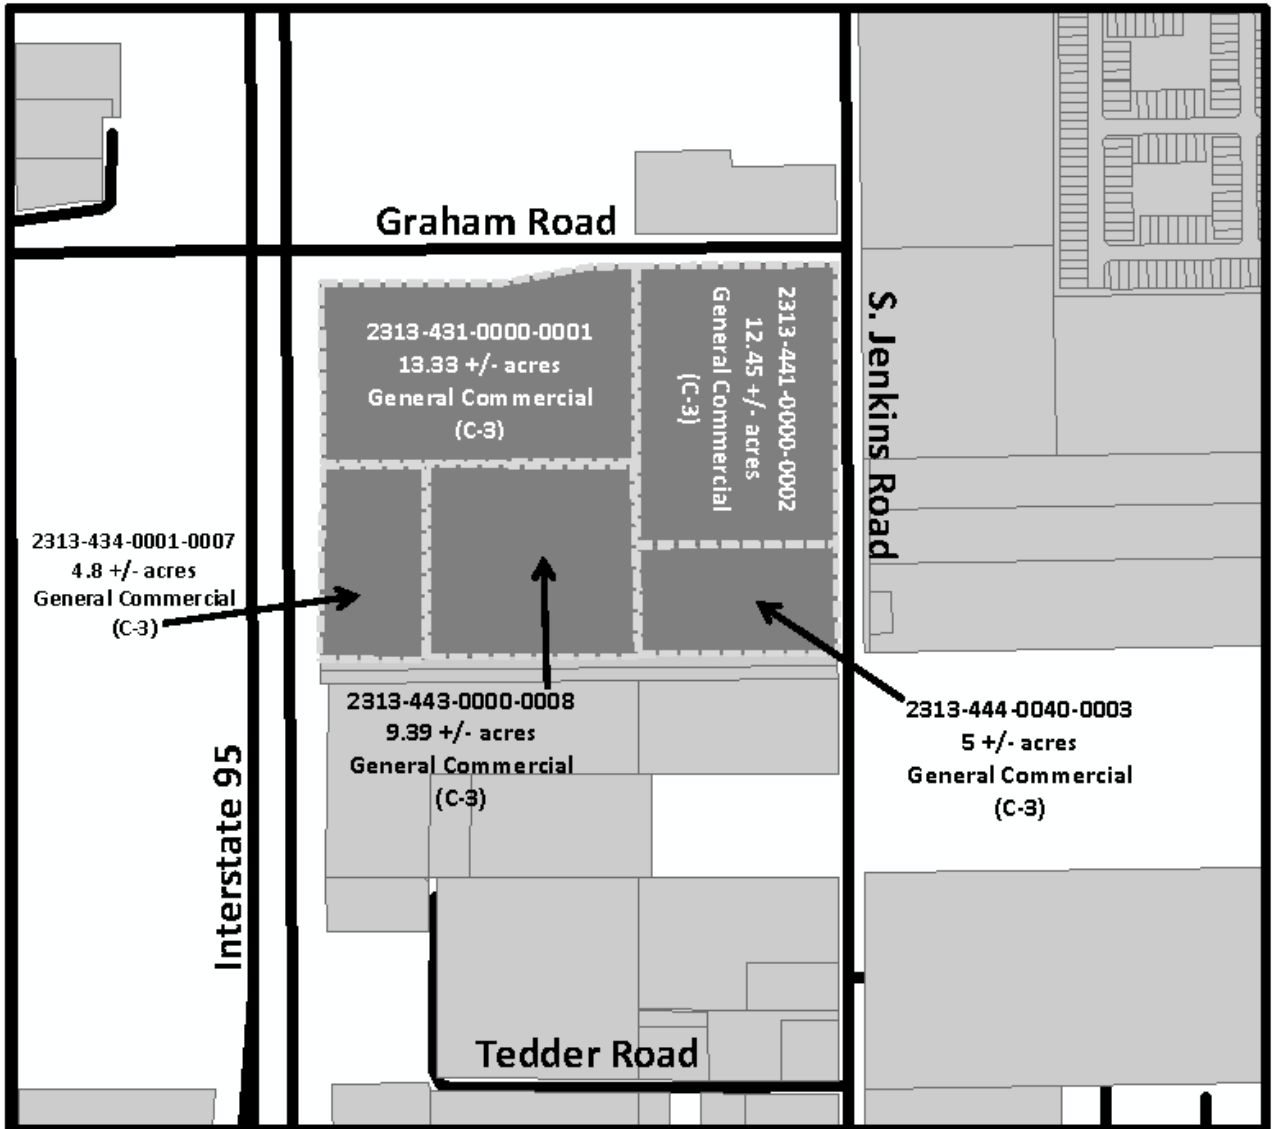 Graham Road
2313-431-0000-0001
13.33 +/- acres
General Commercial
(C-3)
2313-441-0000-0002
12.45 +/- acres
General Commercial
(C-3)
S. Jenkins Road
2313-434-0001-0007
4.8 +/- acres
General Commercial
(C-3)
2313-443-0000-0008
9.39 +/- acres
General Commercial
(C-3)
2313-444-0040-0003
5 +/- acres
General Commercial
(C-3)
Interstate 95
Tedder Road